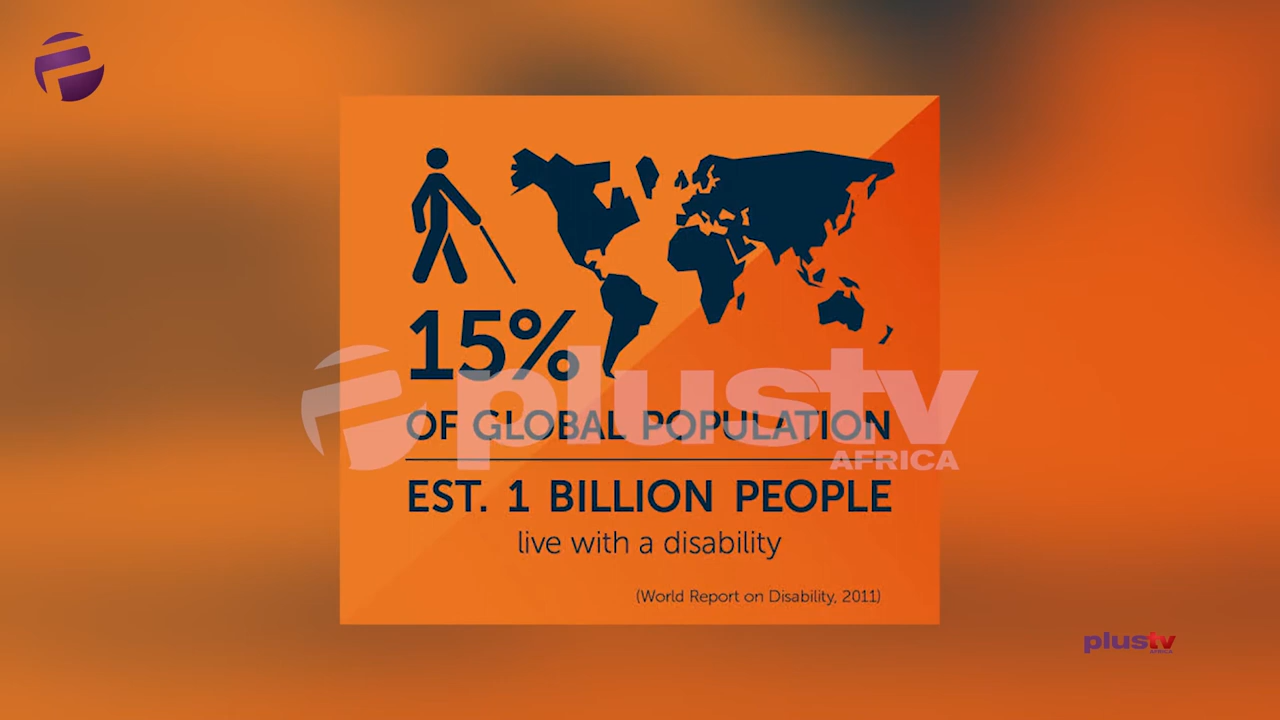 15%
OF GLOBAL POPULATION
plustv
AFRICA
EST. 1 BILLION PEOPLE
live with a disability
(World Report on Disability, 2011)
plustv
AFRICA